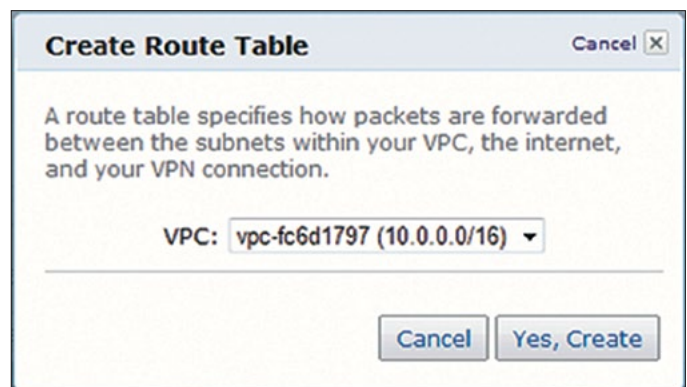 Create Route Table
Cancel
A route table specifies how packets are forwarded
between the subnets within your VPC, the internet,
and your VPN connection.
VPC: vpc-fc6d1797 (10.0.0.0/16)
Cancel Yes, Create